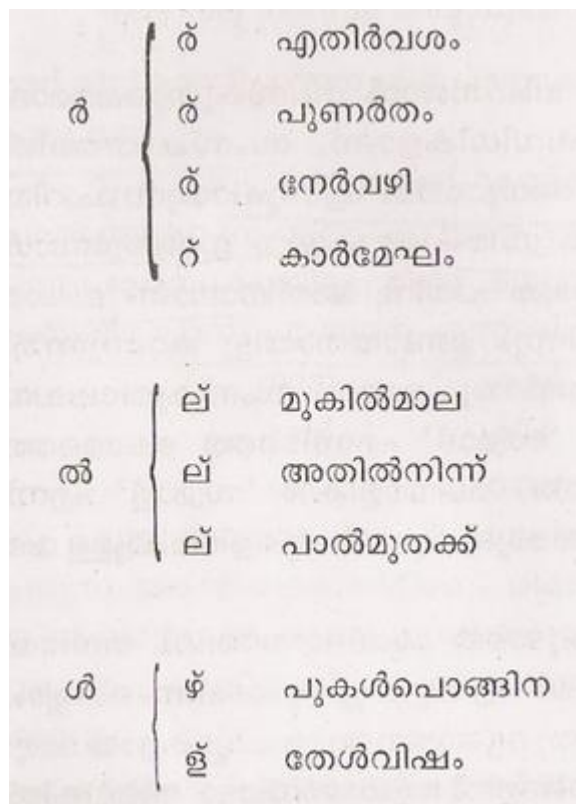 ർ് എതിർവശം
ർ ർ് പുണർതം
ർ് നേർവഴി
റ് കാർമേഘം
ല് മുകിൽമാല
ൽ ല് അതിൽനിന്ന്
ല് പാൽമുതക്ക്
ൾ ഴ് പുകൾപൊങ്ങിന
ള് തേൾവിഷം